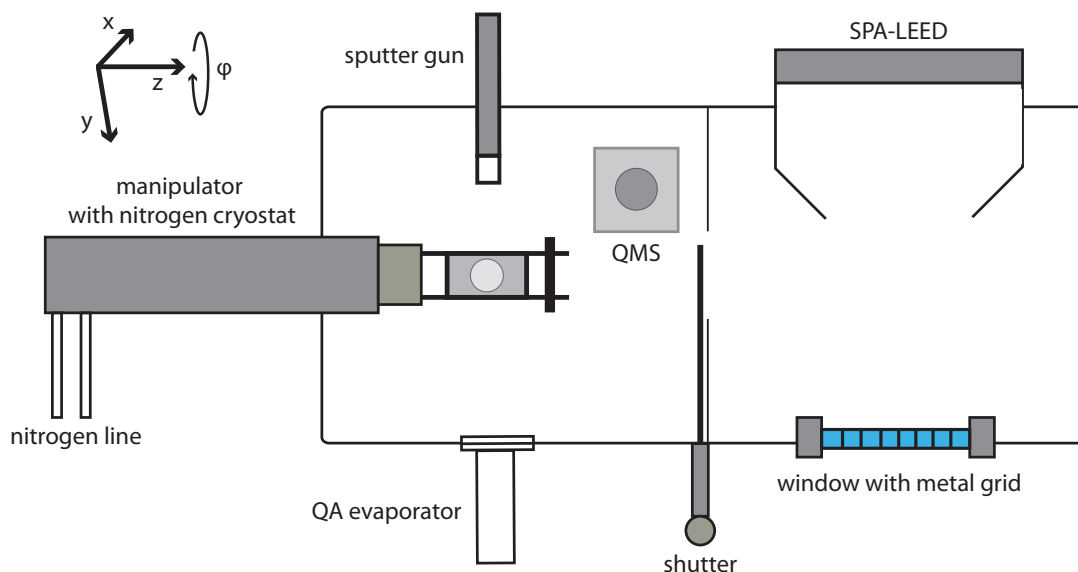 x
z
φ
y
sputter gun
SPA-LEED
manipulator
with nitrogen cryostat
QMS
nitrogen line
QA evaporator
window with metal grid
shutter